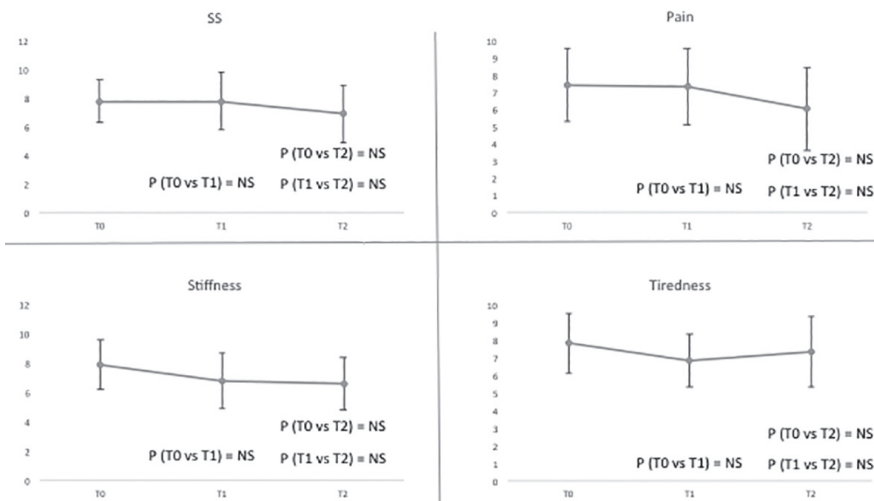 SS
12
10
8
6
4
2
0
P (T0 vs T2) = NS
P (T0 vs T1) = NS
P (T1 vs T2) = NS
T0 T1 T2
Pain
10
9
8
7
6
5
4
3
2
1
0
P (T0 vs T2) = NS
P (T0 vs T1) = NS
P (T1 vs T2) = NS
T0 T1 T2
Stiffness
12
10
8
6
4
2
0
P (T0 vs T2) = NS
P (T0 vs T1) = NS
P (T1 vs T2) = NS
T0 T1 T2
Tiredness
10
9
8
7
6
5
4
3
2
1
0
P (T0 vs T2) = NS
P (T0 vs T1) = NS
P (T1 vs T2) = NS
T0 T1 T2